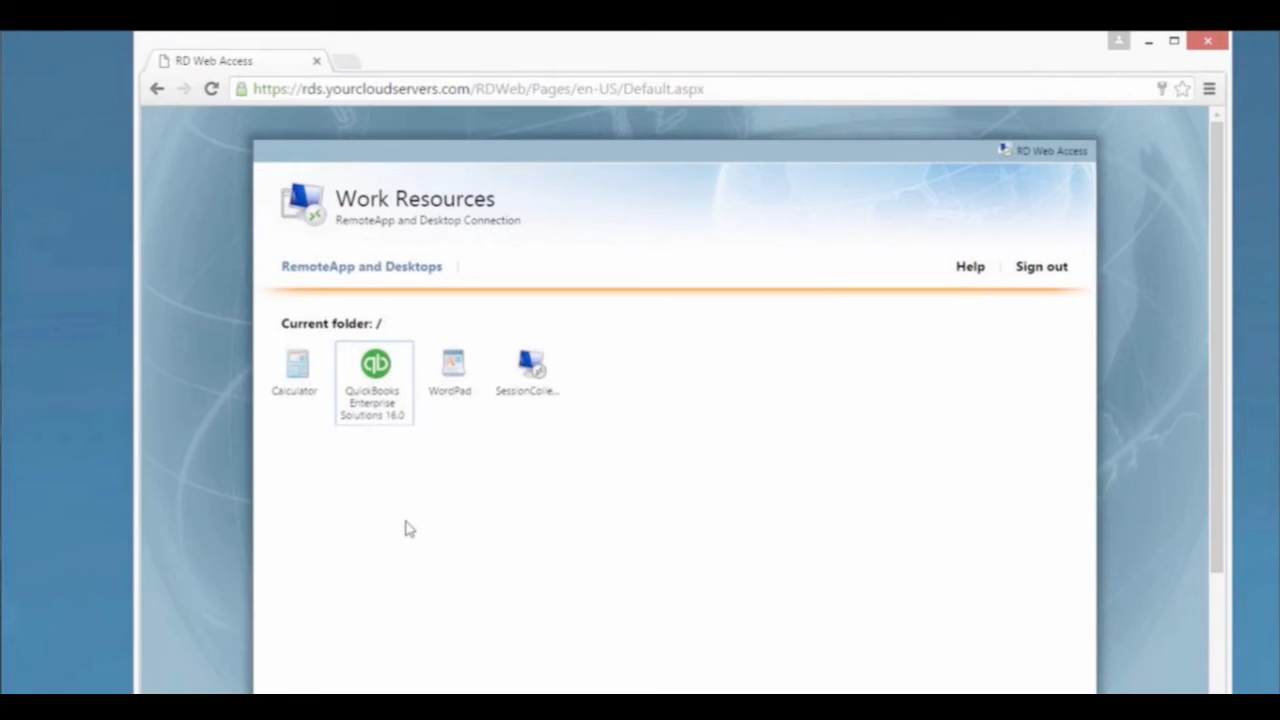 RD Web Access
https://rds.yourcloudservers.com/RDWeb/Pages/en-US/Default.aspx
RD Web Access
Work Resources
RemoteApp and Desktop Connection
RemoteApp and Desktops
Help
Sign out
Current folder: /
Calculator
QuickBooks
Enterprise
Solutions 16.0
WordPad
SessionColle...